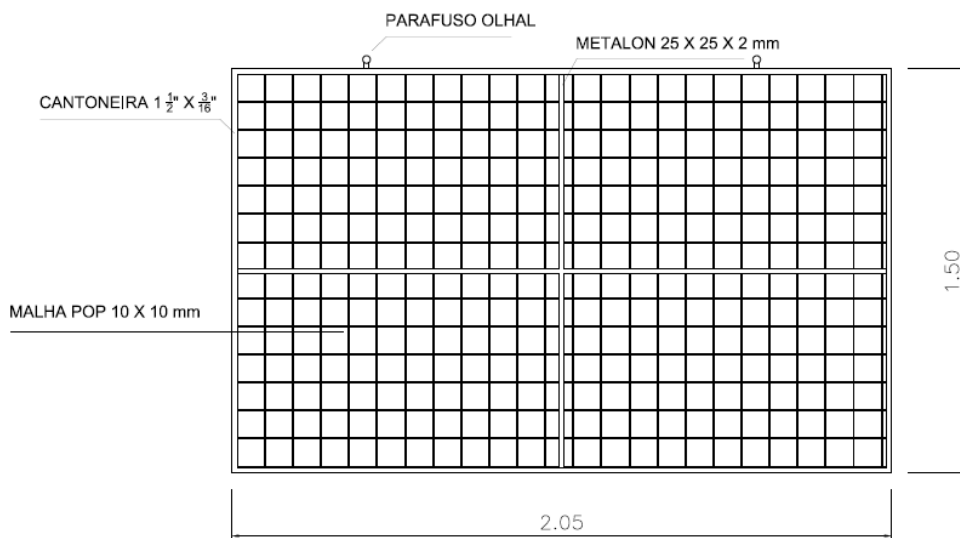 PARAFUSO OLHAL
METALON 25 X 25 X 2 mm
CANTONEIRA 1 1/2" X 3/16"
1.50
MALHA POP 10 X 10 mm
2.05